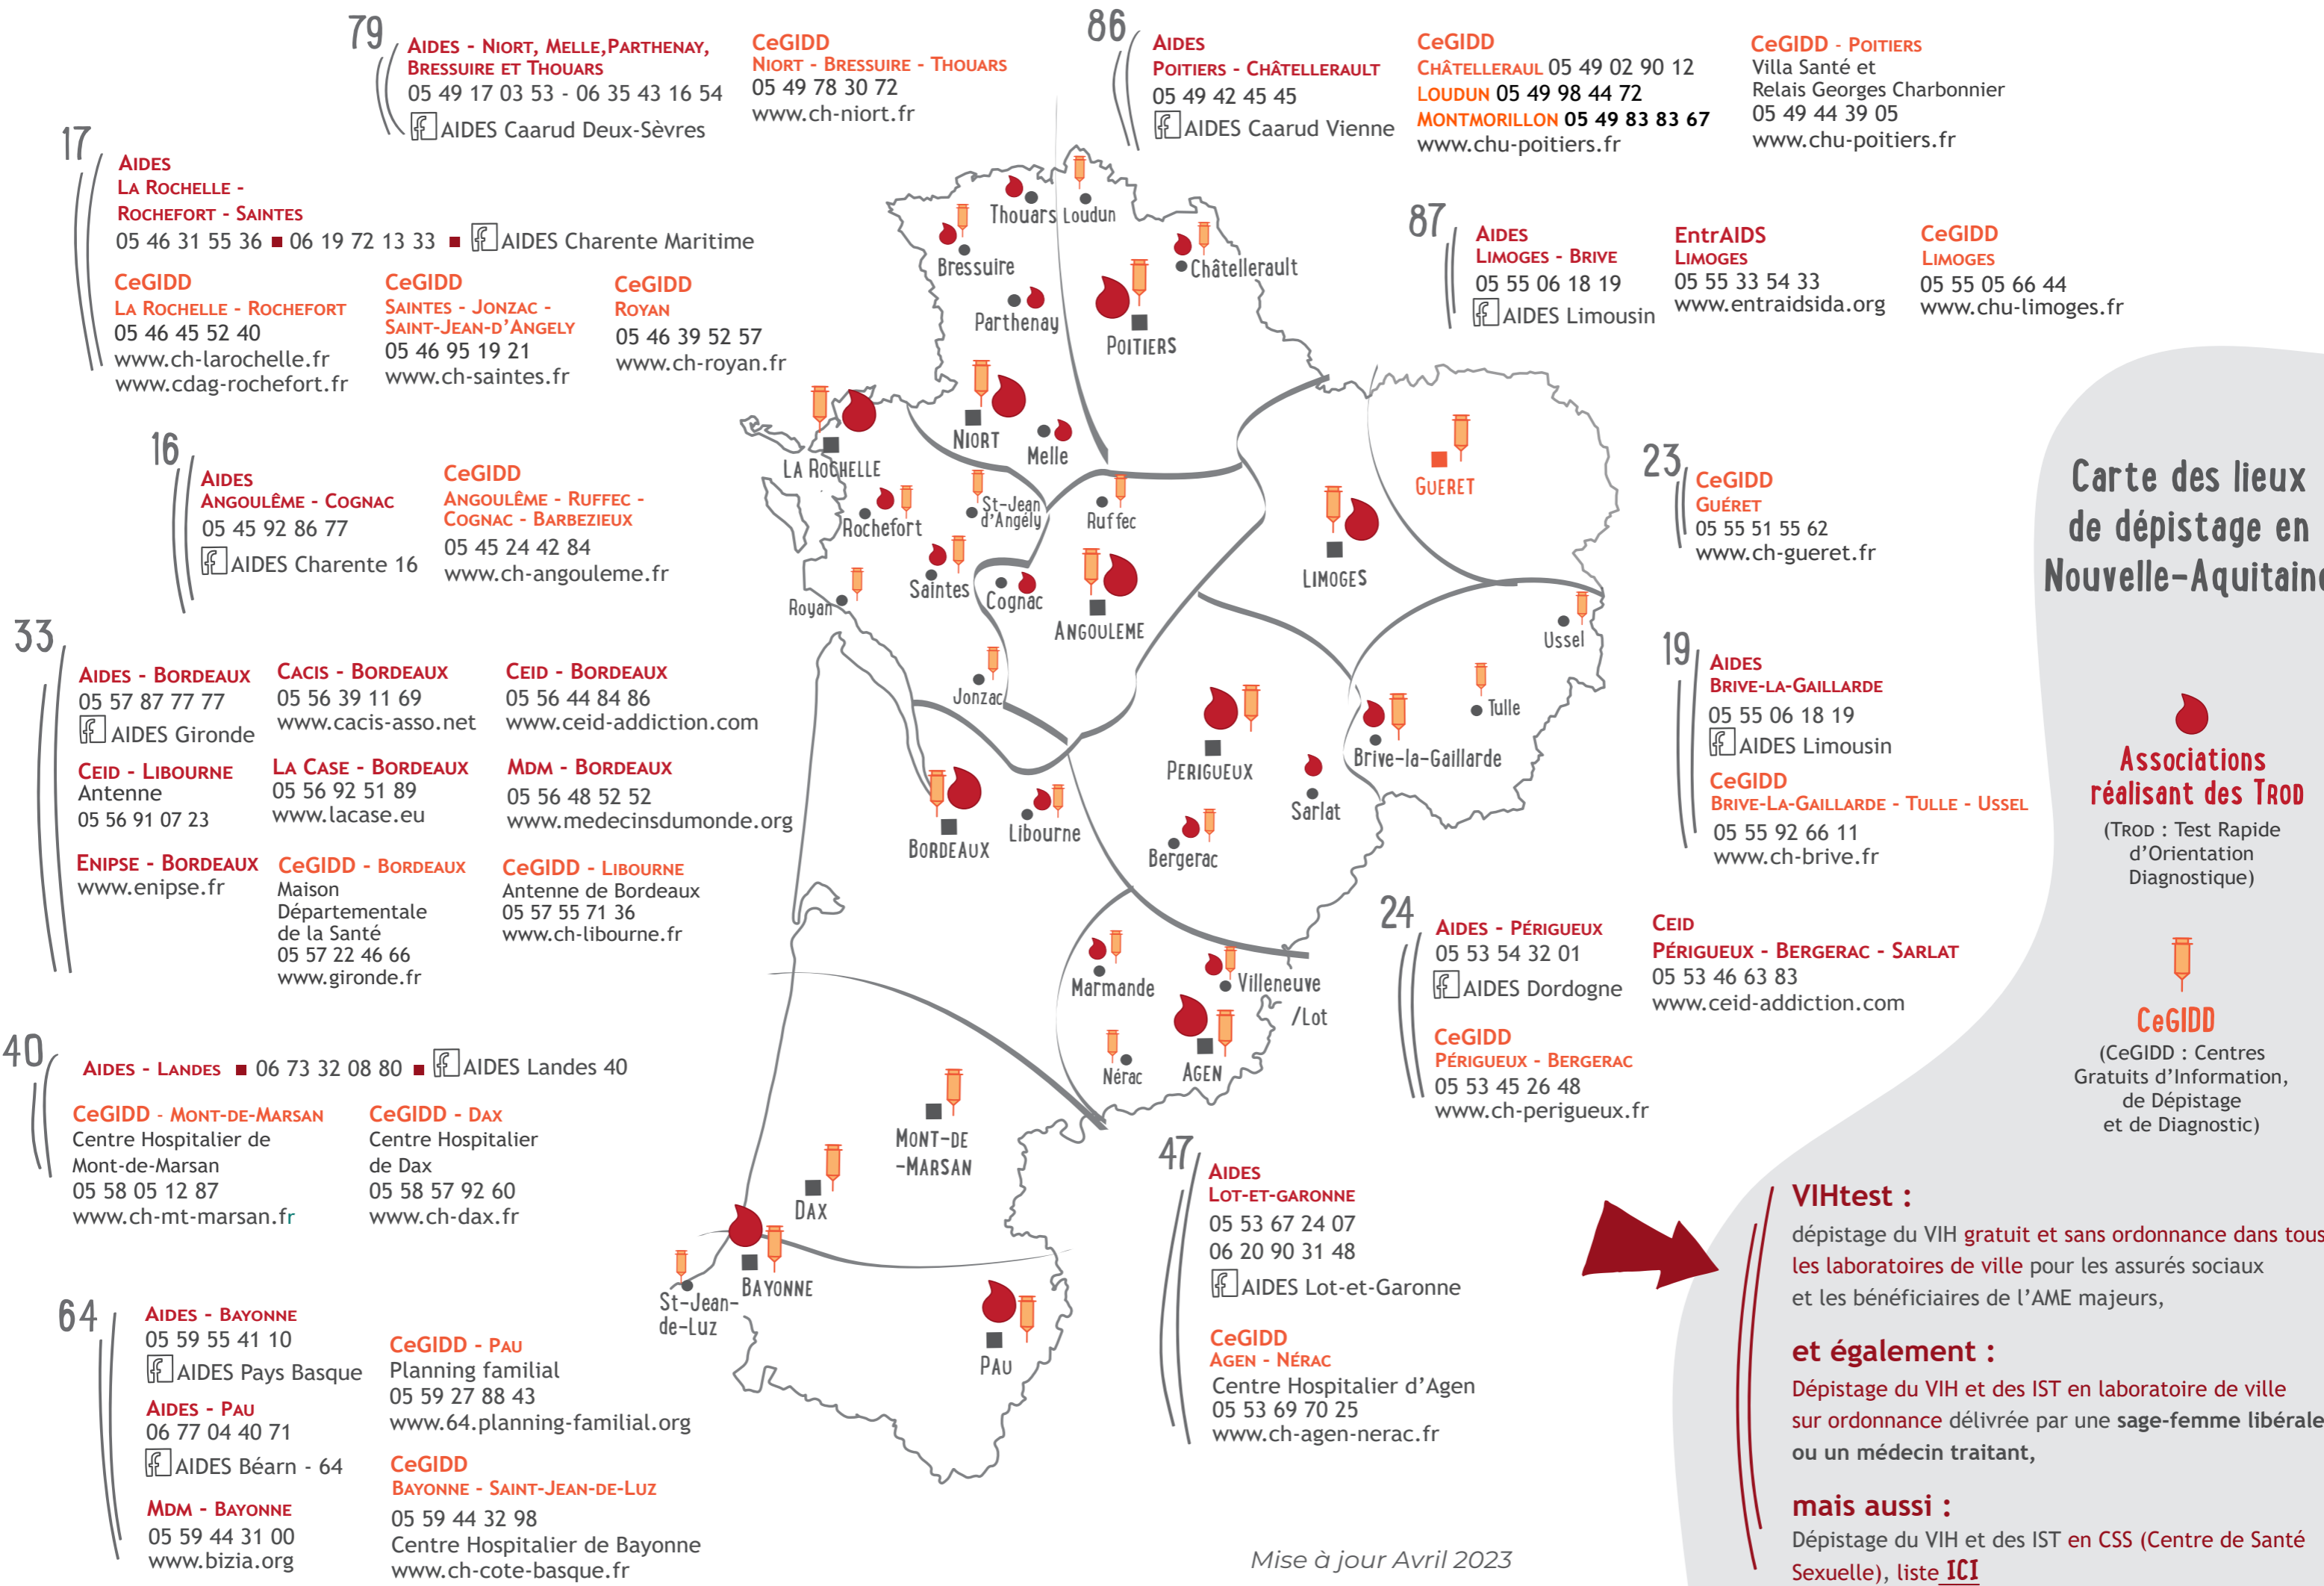 79
AIDES - NIORT, MELLE,PARTHENAY,
BRESSUIRE ET THOUARS
05 49 17 03 53 - 06 35 43 16 54
AIDES Caarud Deux-Sèvres
CeGIDD
NIORT - BRESSUIRE - THOUARS
05 49 78 30 72
www.ch-niort.fr
86
AIDES
POITIERS - CHÂTELLERAULT
05 49 42 45 45
AIDES Caarud Vienne
CeGIDD
CHÂTELLERAUL 05 49 02 90 12
LOUDUN 05 49 98 44 72
MONTMORILLON 05 49 83 83 67
www.chu-poitiers.fr
CeGIDD - POITIERS
Villa Santé et
Relais Georges Charbonnier
05 49 44 39 05
www.chu-poitiers.fr
17
AIDES
LA ROCHELLE -
ROCHEFORT - SAINTES
05 46 31 55 36 ■ 06 19 72 13 33 ■ AIDES Charente Maritime
CeGIDD
LA ROCHELLE - ROCHEFORT
05 46 45 52 40
www.ch-larochelle.fr
www.cdag-rochefort.fr
CeGIDD
SAINTES - JONZAC -
SAINT-JEAN-D'ANGELY
05 46 95 19 21
www.ch-saintes.fr
CeGIDD
ROYAN
05 46 39 52 57
www.ch-royan.fr
87
AIDES
LIMOGES - BRIVE
05 55 06 18 19
AIDES Limousin
EntrAIDS
LIMOGES
05 55 33 54 33
www.entraidsida.org
CeGIDD
LIMOGES
05 55 05 66 44
www.chu-limoges.fr
16
AIDES
ANGOULÊME - COGNAC
05 45 92 86 77
AIDES Charente 16
CeGIDD
ANGOULÊME - RUFFEC -
COGNAC - BARBEZIEUX
05 45 24 42 84
www.ch-angouleme.fr
23
CeGIDD
GUÉRET
05 55 51 55 62
www.ch-gueret.fr
33
AIDES - BORDEAUX
05 57 87 77 77
AIDES Gironde
CACIS - BORDEAUX
05 56 39 11 69
www.cacis-asso.net
CEID - BORDEAUX
05 56 44 84 86
www.ceid-addiction.com
CEID - LIBOURNE
Antenne
05 56 91 07 23
LA CASE - BORDEAUX
05 56 92 51 89
www.lacase.eu
MDM - BORDEAUX
05 56 48 52 52
www.medecinsdumonde.org
ENIPSE - BORDEAUX
www.enipse.fr
CeGIDD - BORDEAUX
Maison
Départementale
de la Santé
05 57 22 46 66
www.gironde.fr
CeGIDD - LIBOURNE
Antenne de Bordeaux
05 57 55 71 36
www.ch-libourne.fr
19
AIDES
BRIVE-LA-GAILLARDE
05 55 06 18 19
AIDES Limousin
CeGIDD
BRIVE-LA-GAILLARDE - TULLE - USSEL
05 55 92 66 11
www.ch-brive.fr
24
AIDES - PÉRIGUEUX
05 53 54 32 01
AIDES Dordogne
CEID
PÉRIGUEUX - BERGERAC - SARLAT
05 53 46 63 83
www.ceid-addiction.com
CeGIDD
PÉRIGUEUX - BERGERAC
05 53 45 26 48
www.ch-perigueux.fr
40
AIDES - LANDES ■ 06 73 32 08 80 ■ AIDES Landes 40
CeGIDD - MONT-DE-MARSAN
Centre Hospitalier de
Mont-de-Marsan
05 58 05 12 87
www.ch-mt-marsan.fr
CeGIDD - DAX
Centre Hospitalier
de Dax
05 58 57 92 60
www.ch-dax.fr
47
AIDES
LOT-ET-GARONNE
05 53 67 24 07
06 20 90 31 48
AIDES Lot-et-Garonne
CeGIDD
AGEN - NÉRAC
Centre Hospitalier d'Agen
05 53 69 70 25
www.ch-agen-nerac.fr
64
AIDES - BAYONNE
05 59 55 41 10
AIDES Pays Basque
AIDES - PAU
06 77 04 40 71
AIDES Béarn - 64
MDM - BAYONNE
05 59 44 31 00
www.bizia.org
CeGIDD - PAU
Planning familial
05 59 27 88 43
www.64.planning-familial.org
CeGIDD
BAYONNE - SAINT-JEAN-DE-LUZ
05 59 44 32 98
Centre Hospitalier de Bayonne
www.ch-cote-basque.fr
Thouars
Loudun
Bressuire
Châtellerault
Parthenay
POITIERS
NIORT
Melle
LA ROCHELLE
GUERET
Rochefort
St-Jean
d'Angély
Ruffec
LIMOGES
Saintes
Cognac
Royan
ANGOULEME
Ussel
Jonzac
Tulle
PERIGUEUX
Brive-la-Gaillarde
Sarlat
BORDEAUX
Libourne
Bergerac
Marmande
Villeneuve
/Lot
Nérac
AGEN
MONT-DE
-MARSAN
DAX
BAYONNE
St-Jean-
de-Luz
PAU
Carte des lieux
de dépistage en
Nouvelle-Aquitaine
Associations
réalisant des TROD
(TROD : Test Rapide
d'Orientation
Diagnostique)
CeGIDD
(CeGIDD : Centres
Gratuits d'Information,
de Dépistage
et de Diagnostic)
VIHtest :
dépistage du VIH gratuit et sans ordonnance dans tous
les laboratoires de ville pour les assurés sociaux
et les bénéficiaires de l'AME majeurs,
et également :
Dépistage du VIH et des IST en laboratoire de ville
sur ordonnance délivrée par une sage-femme libérale
ou un médecin traitant,
mais aussi :
Dépistage du VIH et des IST en CSS (Centre de Santé
Sexuelle), liste ICI
Mise à jour Avril 2023